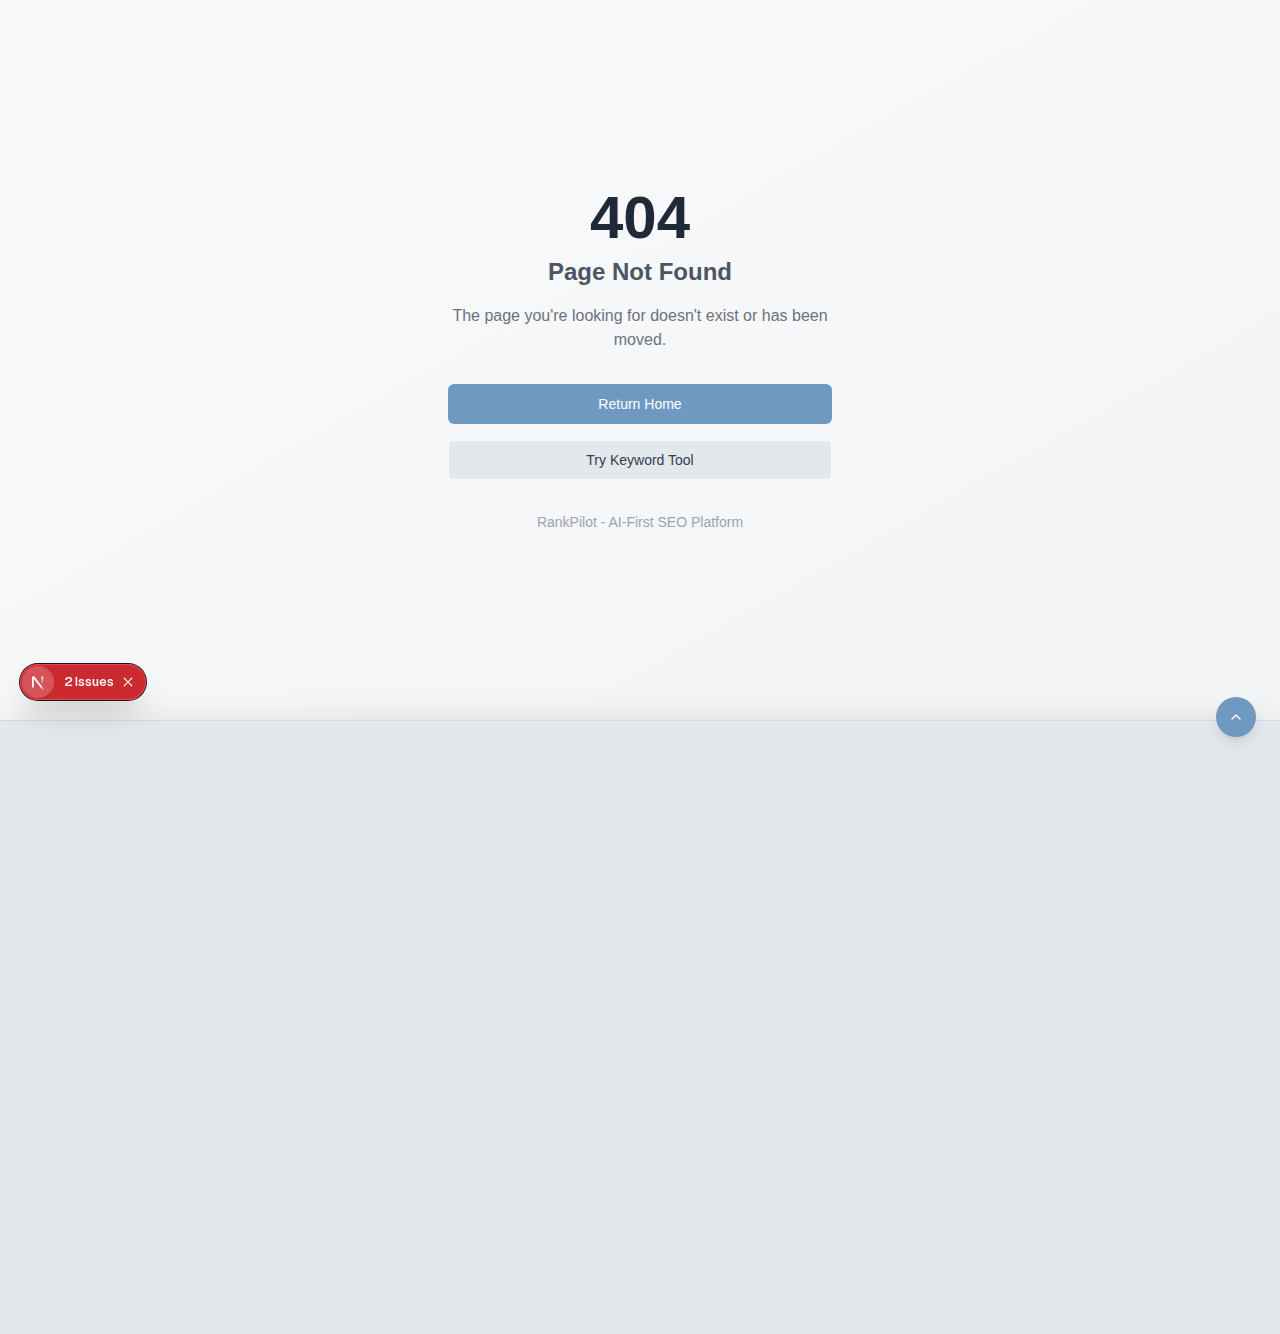 404
Page Not Found
The page you're looking for doesn't exist or has been
moved.
Return Home
Try Keyword Tool
RankPilot - AI-First SEO Platform
N 2 Issues